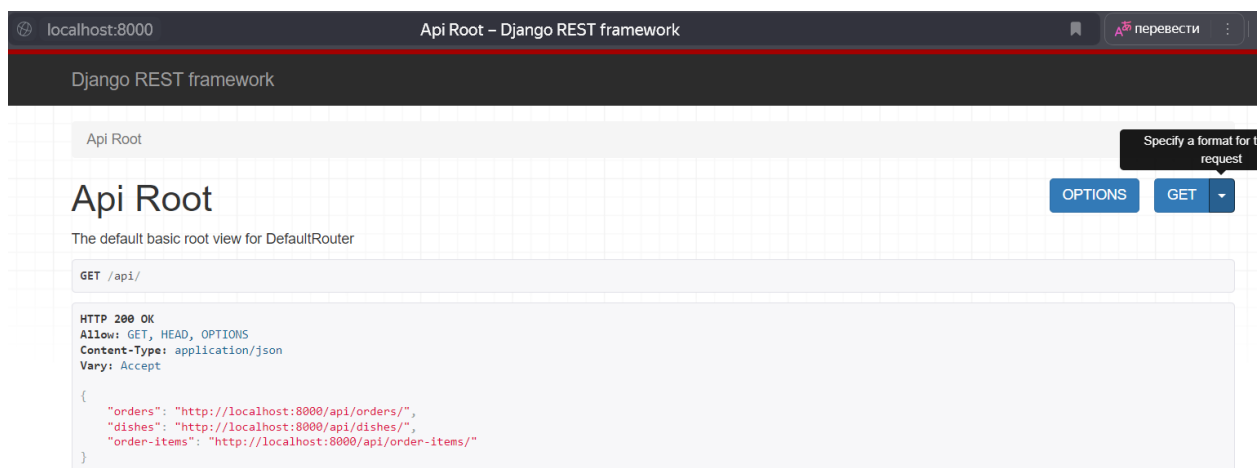 localhost:8000 Api Root – Django REST framework перевести
Django REST framework
Api Root
Specify a format for t
request
Api Root
OPTIONS GET
The default basic root view for DefaultRouter
GET /api/
HTTP 200 OK
Allow: GET, HEAD, OPTIONS
Content-Type: application/json
Vary: Accept
{
"orders": "http://localhost:8000/api/orders/",
"dishes": "http://localhost:8000/api/dishes/",
"order-items": "http://localhost:8000/api/order-items/"
}